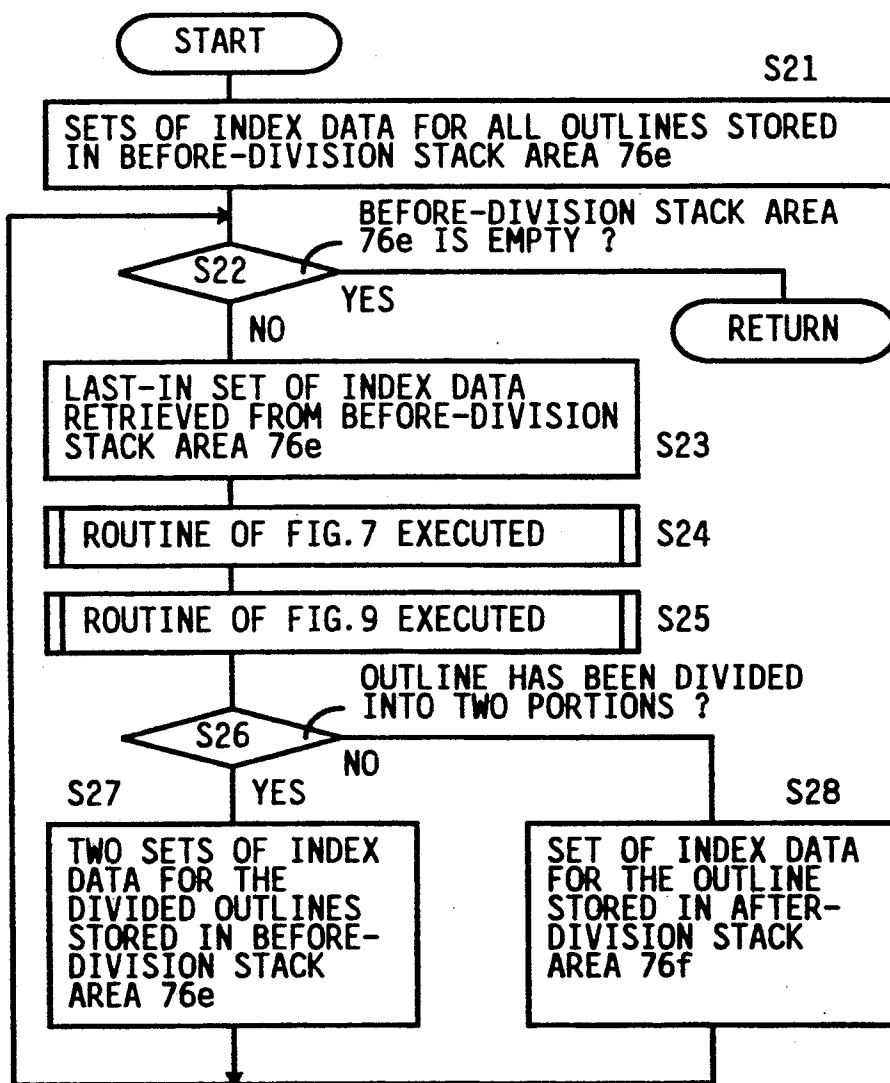 START
S21
SETS OF INDEX DATA FOR ALL OUTLINES STORED
IN BEFORE-DIVISION STACK AREA 76e
BEFORE-DIVISION STACK AREA
76e IS EMPTY ?
S22
YES
NO
RETURN
LAST-IN SET OF INDEX DATA
RETRIEVED FROM BEFORE-DIVISION
STACK AREA 76e
S23
ROUTINE OF FIG.7 EXECUTED
S24
ROUTINE OF FIG.9 EXECUTED
S25
OUTLINE HAS BEEN DIVIDED
INTO TWO PORTIONS ?
S26
NO
YES
S27
TWO SETS OF INDEX
DATA FOR THE
DIVIDED OUTLINES
STORED IN BEFORE-
DIVISION STACK
AREA 76e
S28
SET OF INDEX DATA
FOR THE OUTLINE
STORED IN AFTER-
DIVISION STACK
AREA 76f